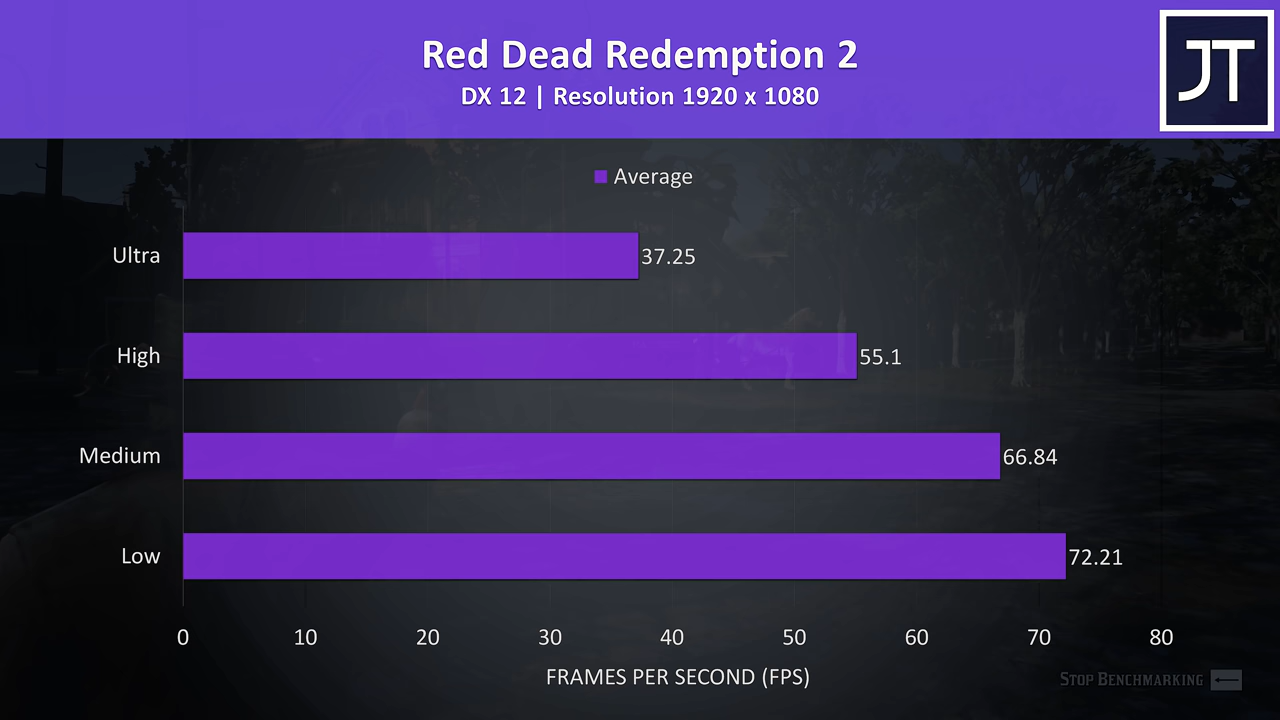 Red Dead Redemption 2
DX 12 | Resolution 1920 x 1080
JT
Average
Ultra
37.25
High
55.1
Medium
66.84
Low
72.21
0 10 20 30 40 50 60 70 80
FRAMES PER SECOND (FPS)
Stop Benchmarking